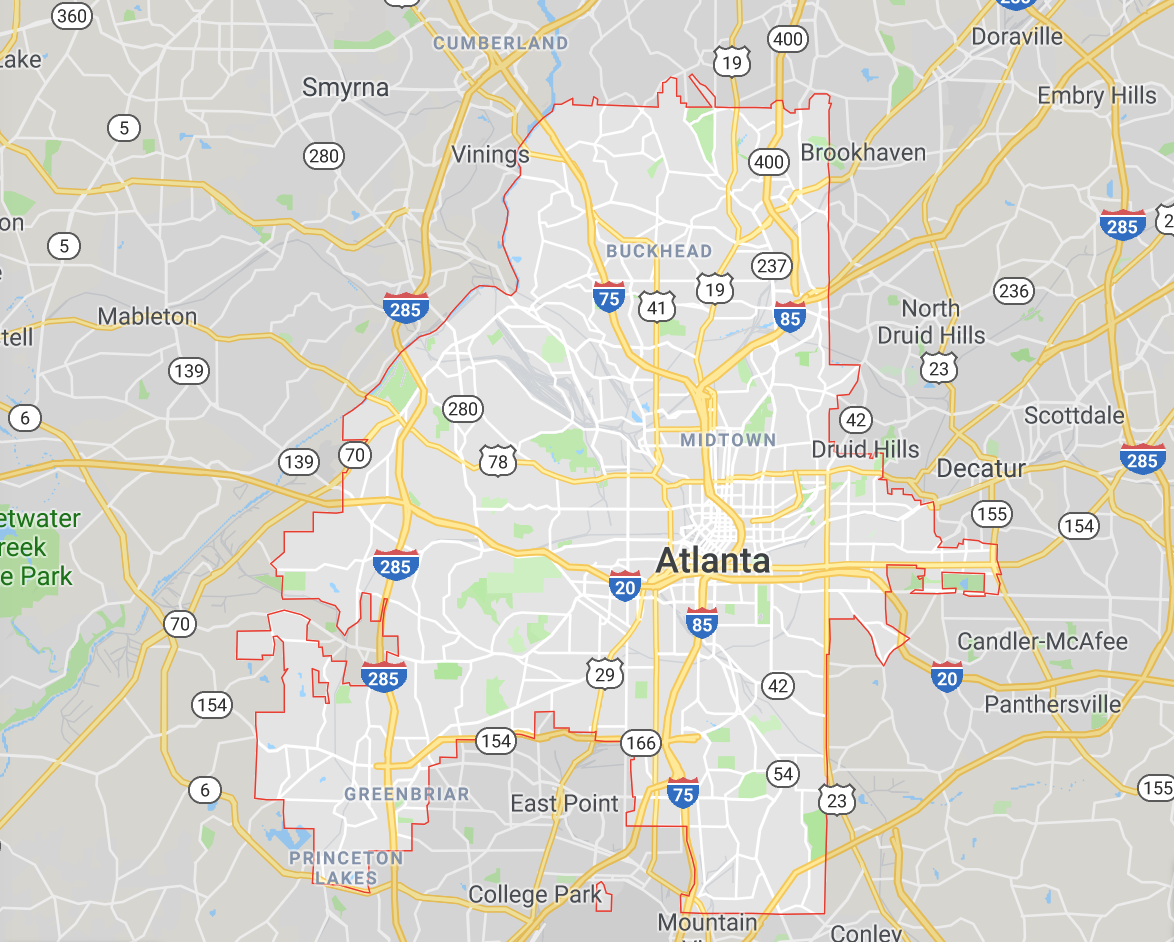 285
360
400
Doraville
CUMBERLAND
19
Lake
Smyrna
Embry Hills
5
280
Vinings
400
Brookhaven
on
5
285
2
BUCKHEAD
237
75
41
19
236
285
85
Mableton
North
Druid Hills
tell
139
23
6
280
42
Scottdale
MIDTOWN
Druid Hills
139
70
78
Decatur
285
etwater
reek
e Park
155
154
Atlanta
285
20
70
85
Candler-McAfee
285
29
20
42
154
Panthersville
154
166
6
GREENBRIAR
East Point
75
54
23
155
PRINCETON
LAKES
College Park
Mountain
Conley